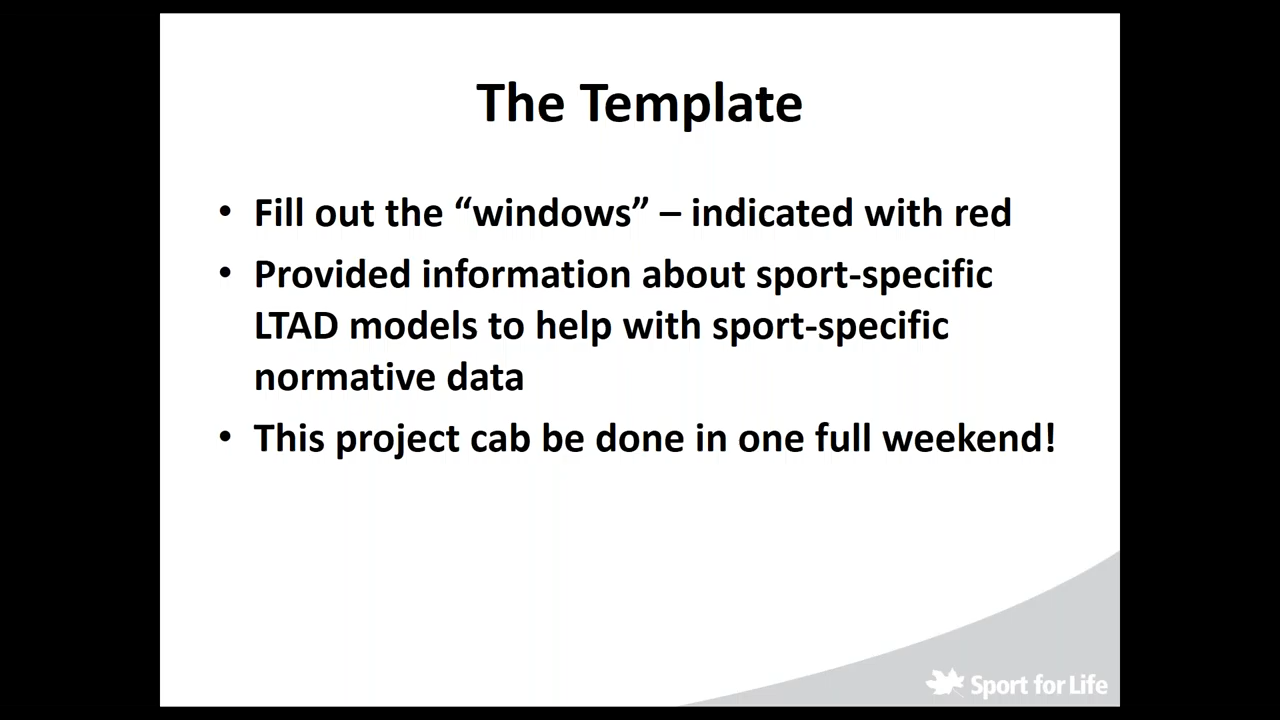 The Template
• Fill out the “windows” – indicated with red
• Provided information about sport-specific
LTAD models to help with sport-specific
normative data
• This project cab be done in one full weekend!
Sport for Life